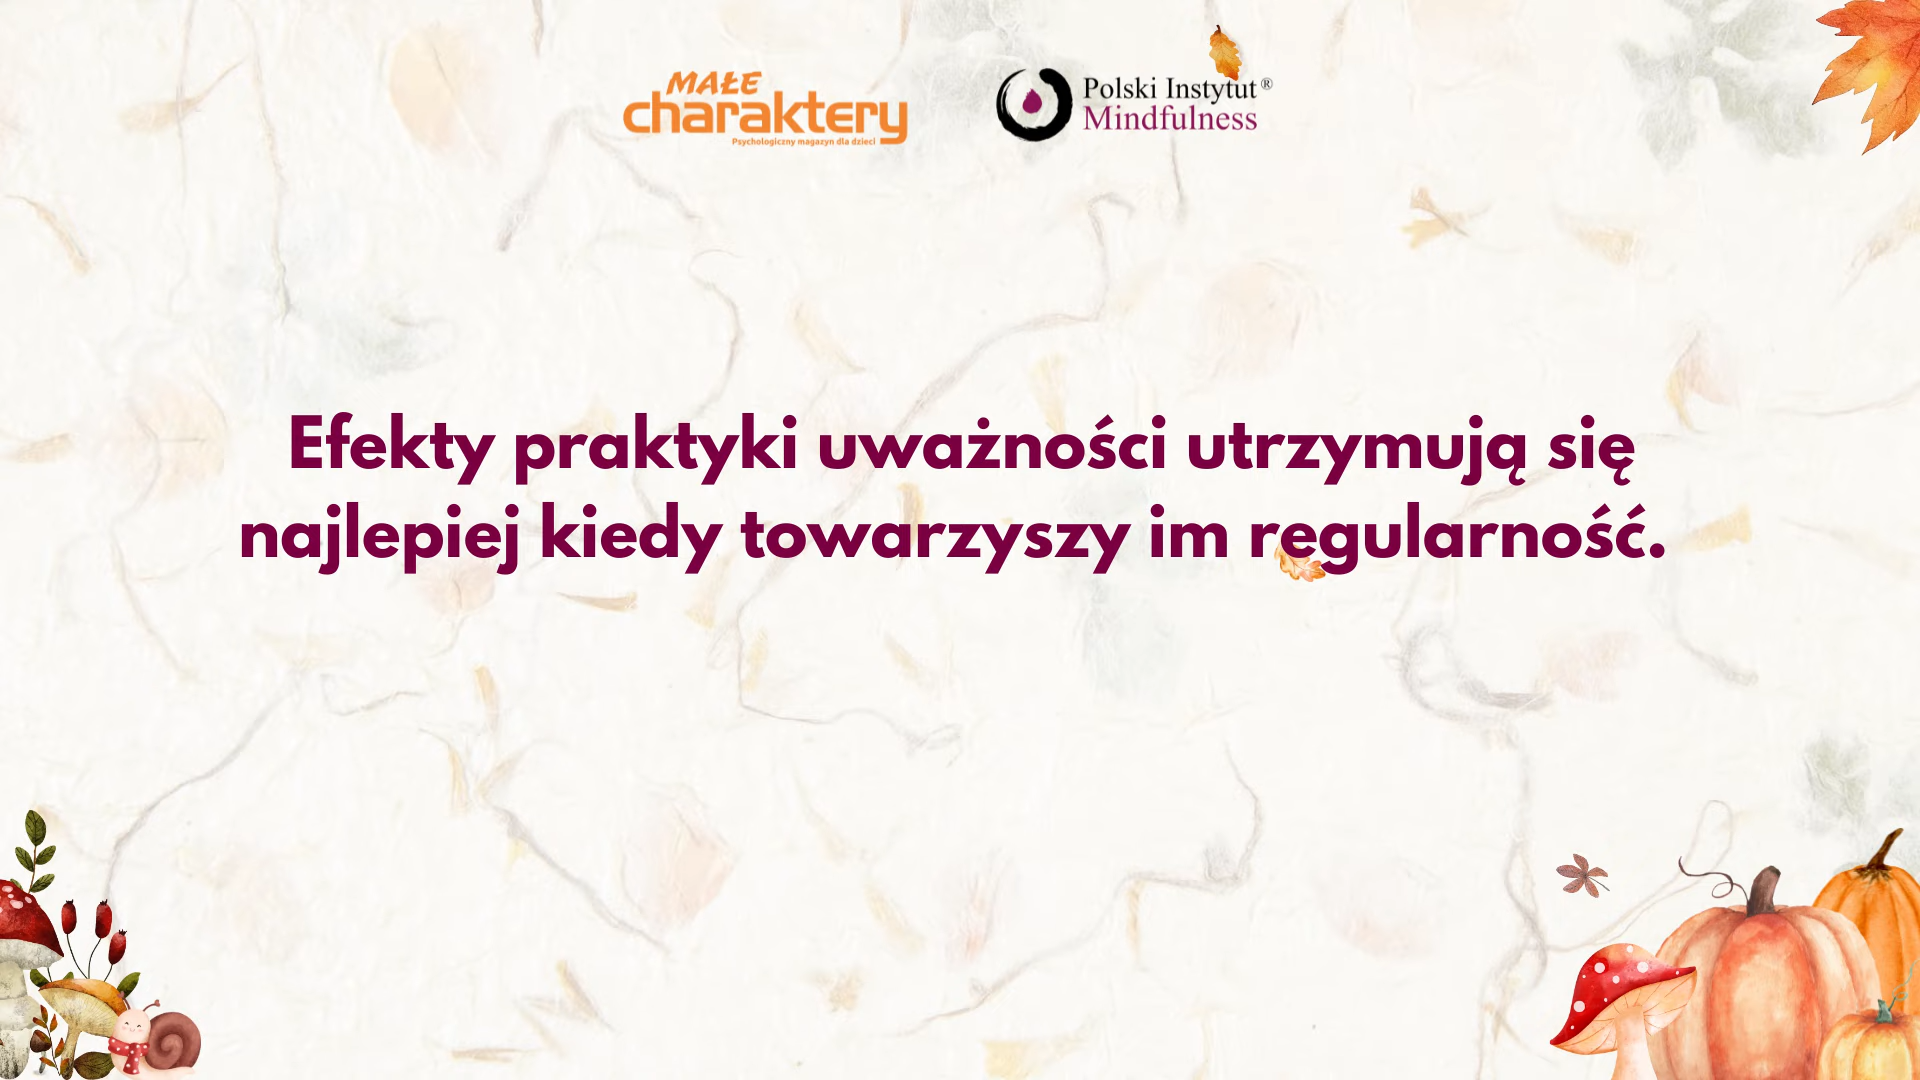 MAŁE
charaktery
Psychologiczny magazyn dla dzieci
Polski Instytut®
Mindfulness
Efekty praktyki uważności utrzymują się
najlepiej kiedy towarzyszy im regularność.